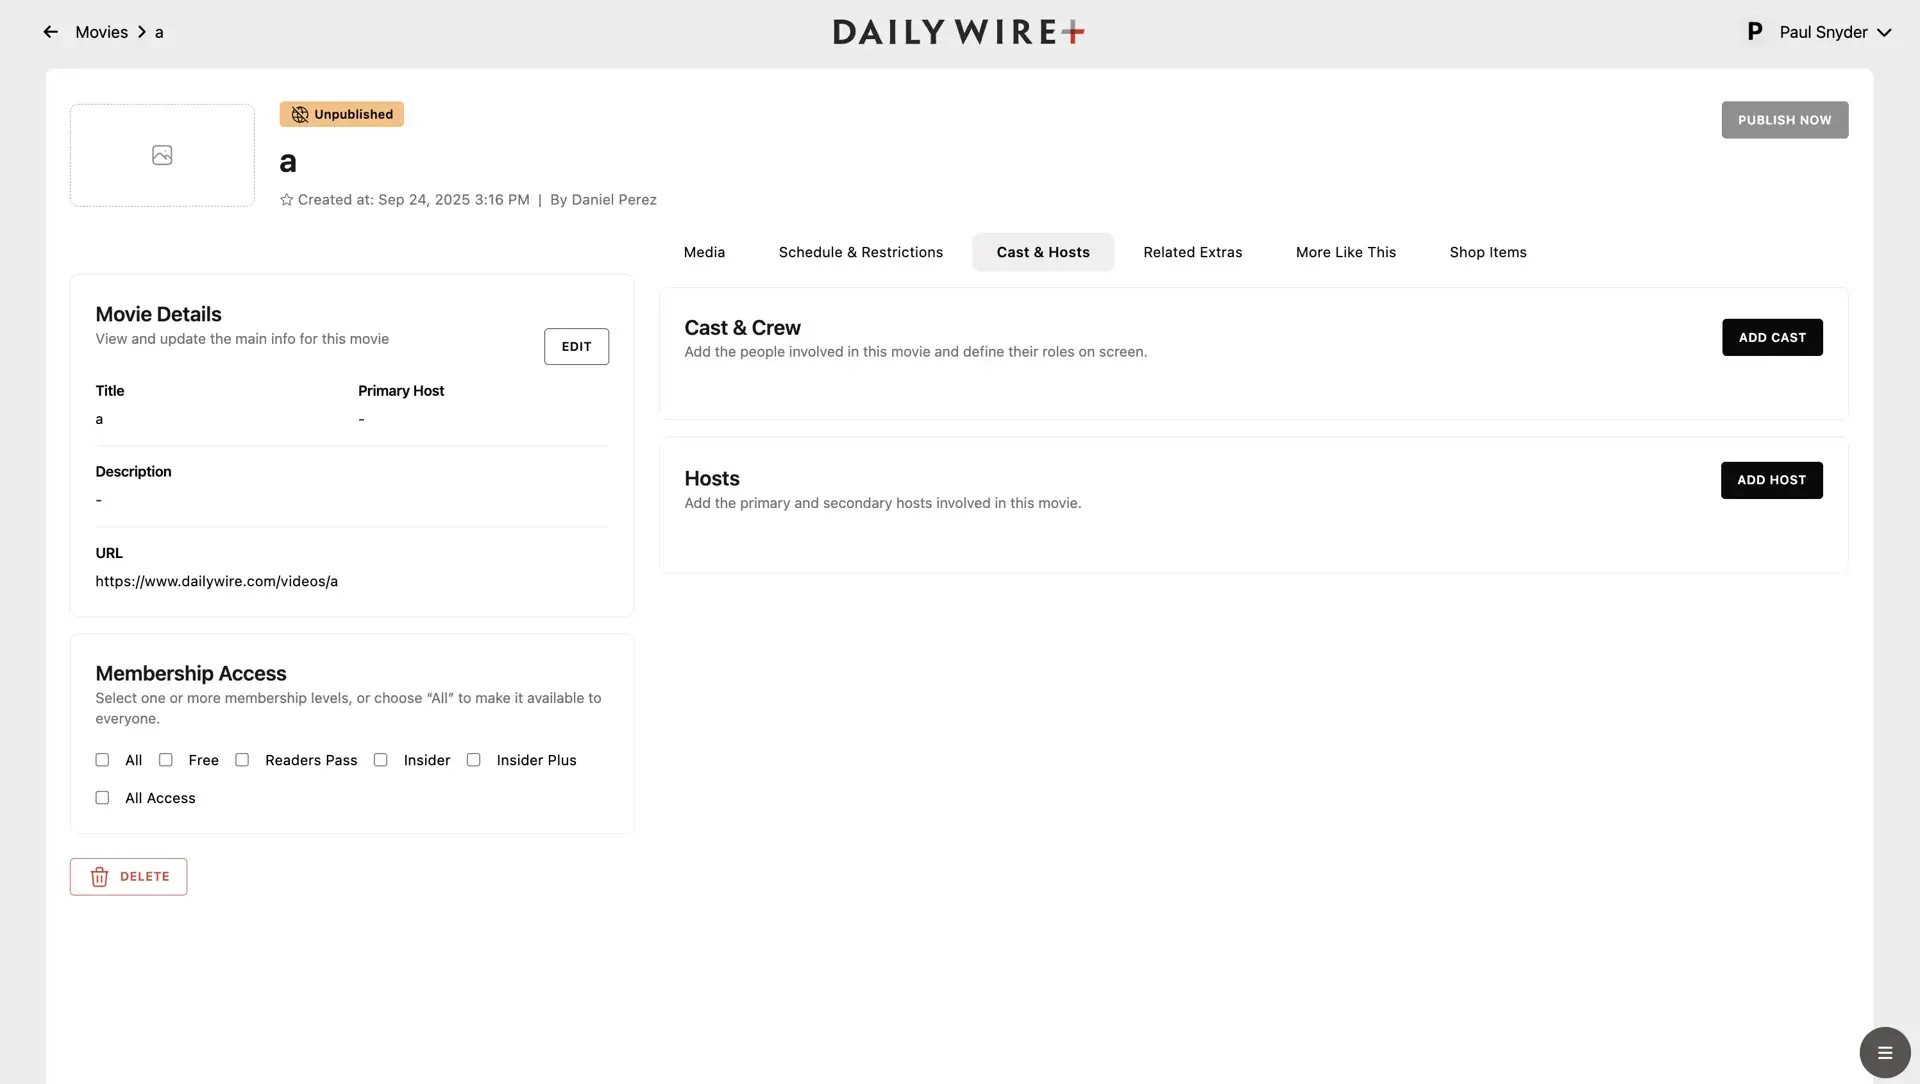 Movies > a
DAILY WIRE+
P Paul Snyder
Unpublished
PUBLISH NOW
a
Created at: Sep 24, 2025 3:16 PM | By Daniel Perez
Media Schedule & Restrictions Cast & Hosts Related Extras More Like This Shop Items
Movie Details
View and update the main info for this movie
EDIT
Title Primary Host
a -
Description
-
URL
https://www.dailywire.com/videos/a
Membership Access
Select one or more membership levels, or choose “All” to make it available to
everyone.
All Free Readers Pass Insider Insider Plus
All Access
DELETE
Cast & Crew
Add the people involved in this movie and define their roles on screen.
ADD CAST
Hosts
Add the primary and secondary hosts involved in this movie.
ADD HOST